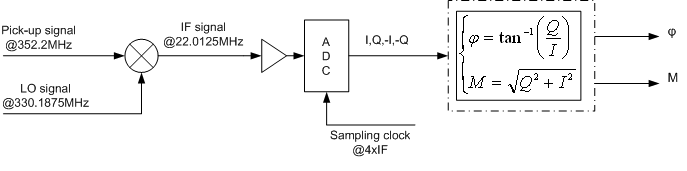 Pick-up signal
@352.2MHz
LO signal
@330.1875MHz
IF signal
@22.0125MHz
A
D
C
I,Q,-I,-Q
Sampling clock
@4xIF
φ = tan⁻¹(Q/I)
M = √(Q² + I²)
φ
M